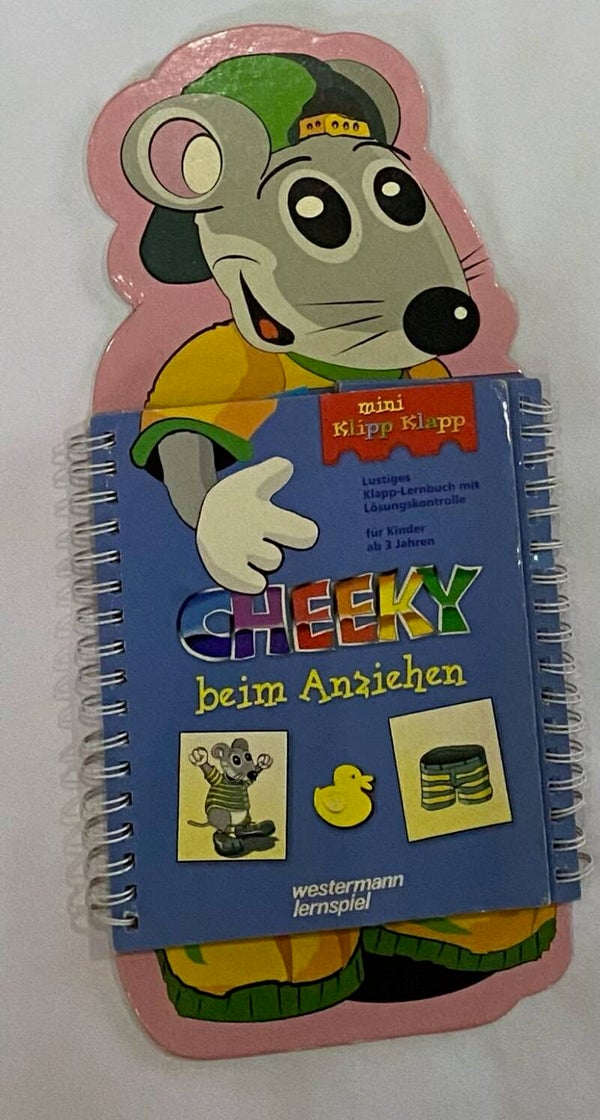 mini
Klipp Klapp
Lustiges
Klapp-Lernbuch mit
Lösungskontrolle
für Kinder
ab 3 Jahren
CHEEKY
beim Anziehen
westermann
lernspiel